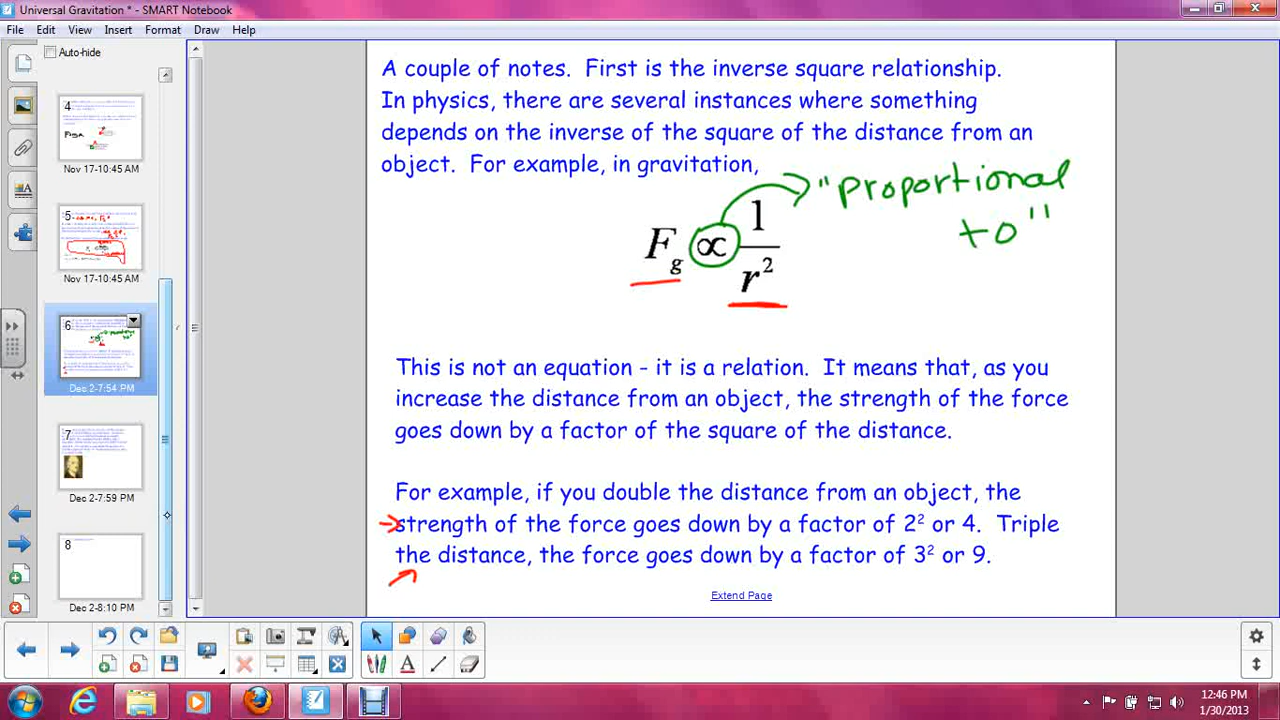 Universal Gravitation * - SMART Notebook
File Edit View Insert Format Draw Help
Auto-hide
4
Nov 17-10:45 AM
5
Nov 17-10:45 AM
6
Dec 2-7:54 PM
7
Dec 2-7:59 PM
8
Dec 2-8:10 PM
A couple of notes. First is the inverse square relationship.
In physics, there are several instances where something
depends on the inverse of the square of the distance from an
object. For example, in gravitation,
"proportional
to"
F_g ∝ 1/r²
This is not an equation - it is a relation. It means that, as you
increase the distance from an object, the strength of the force
goes down by a factor of the square of the distance.
For example, if you double the distance from an object, the
strength of the force goes down by a factor of 2² or 4. Triple
the distance, the force goes down by a factor of 3² or 9.
Extend Page
12:46 PM
1/30/2013